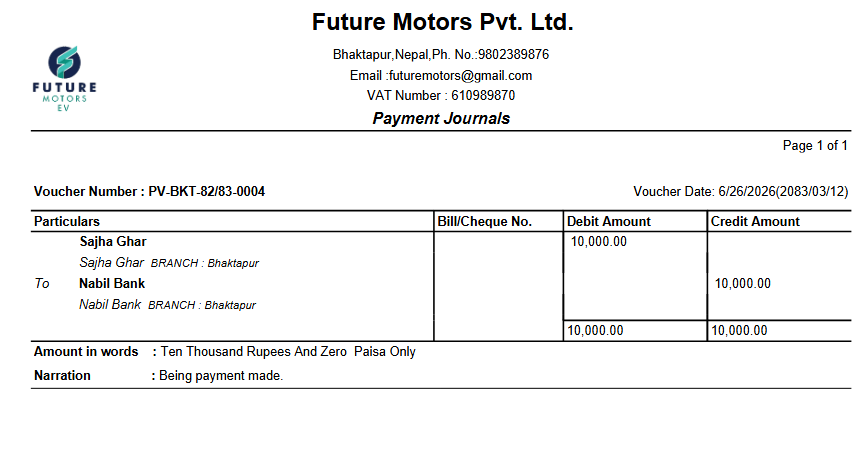 Future Motors Pvt. Ltd.
Bhaktapur,Nepal,Ph. No.:9802389876
Email :futuremotors@gmail.com
VAT Number : 610989870
FUTURE
MOTORS
EV
Payment Journals
Page 1 of 1
Voucher Number : PV-BKT-82/83-0004 Voucher Date: 6/26/2026(2083/03/12)
Particulars Bill/Cheque No. Debit Amount Credit Amount
Sajha Ghar 10,000.00
Sajha Ghar BRANCH : Bhaktapur
To Nabil Bank 10,000.00
Nabil Bank BRANCH : Bhaktapur
10,000.00 10,000.00
Amount in words : Ten Thousand Rupees And Zero Paisa Only
Narration : Being payment made.